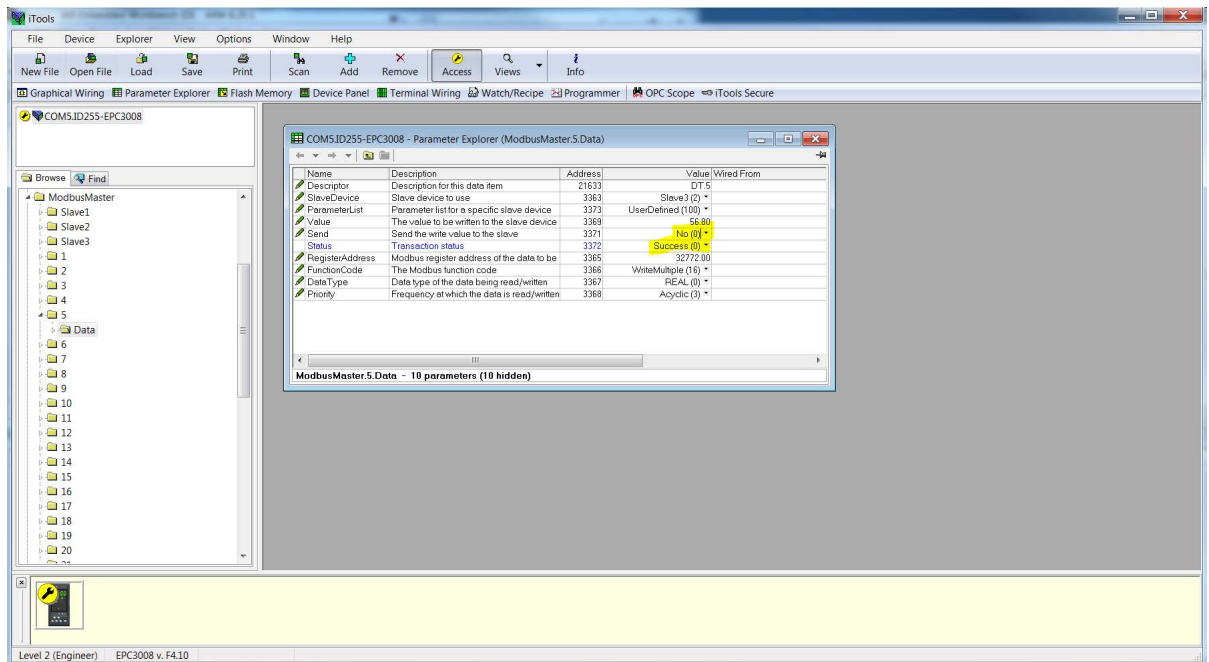 iTools
File Device Explorer View Options Window Help
New File Open File Load Save Print Scan Add Remove Access Views Info
Graphical Wiring Parameter Explorer Flash Memory Device Panel Terminal Wiring Watch/Recipe Programmer OPC Scope iTools Secure
COM5.ID255-EPC3008
Browse Find
ModbusMaster
Slave1
Slave2
Slave3
1
2
3
4
5
Data
6
7
8
9
10
11
12
13
14
15
16
17
18
19
20
COM5.ID255-EPC3008 - Parameter Explorer (ModbusMaster.5.Data)
Name Description Address Value Wired From
Descriptor Description for this data item 21633 DT.5
SlaveDevice Slave device to use 3363 Slave3 (2)
ParameterList Parameter list for a specific slave device 3373 UserDefined (100)
Value The value to be written to the slave device 3369 56.80
Send Send the write value to the slave 3371 No (0)
Status Transaction status 3372 Success (0)
RegisterAddress Modbus register address of the data to be 3365 32772.00
FunctionCode The Modbus function code 3366 WriteMultiple (16)
DataType Data type of the data being read/written 3367 REAL (0)
Priority Frequency at which the data is read/written 3368 Acyclic (3)
ModbusMaster.5.Data - 10 parameters (10 hidden)
Level 2 (Engineer) EPC3008 v. F4.10